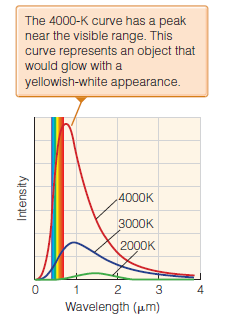 The 4000-K curve has a peak
near the visible range. This
curve represents an object that
would glow with a
yellowish-white appearance.
Intensity
4000K
3000K
2000K
0 1 2 3 4
Wavelength (μm)